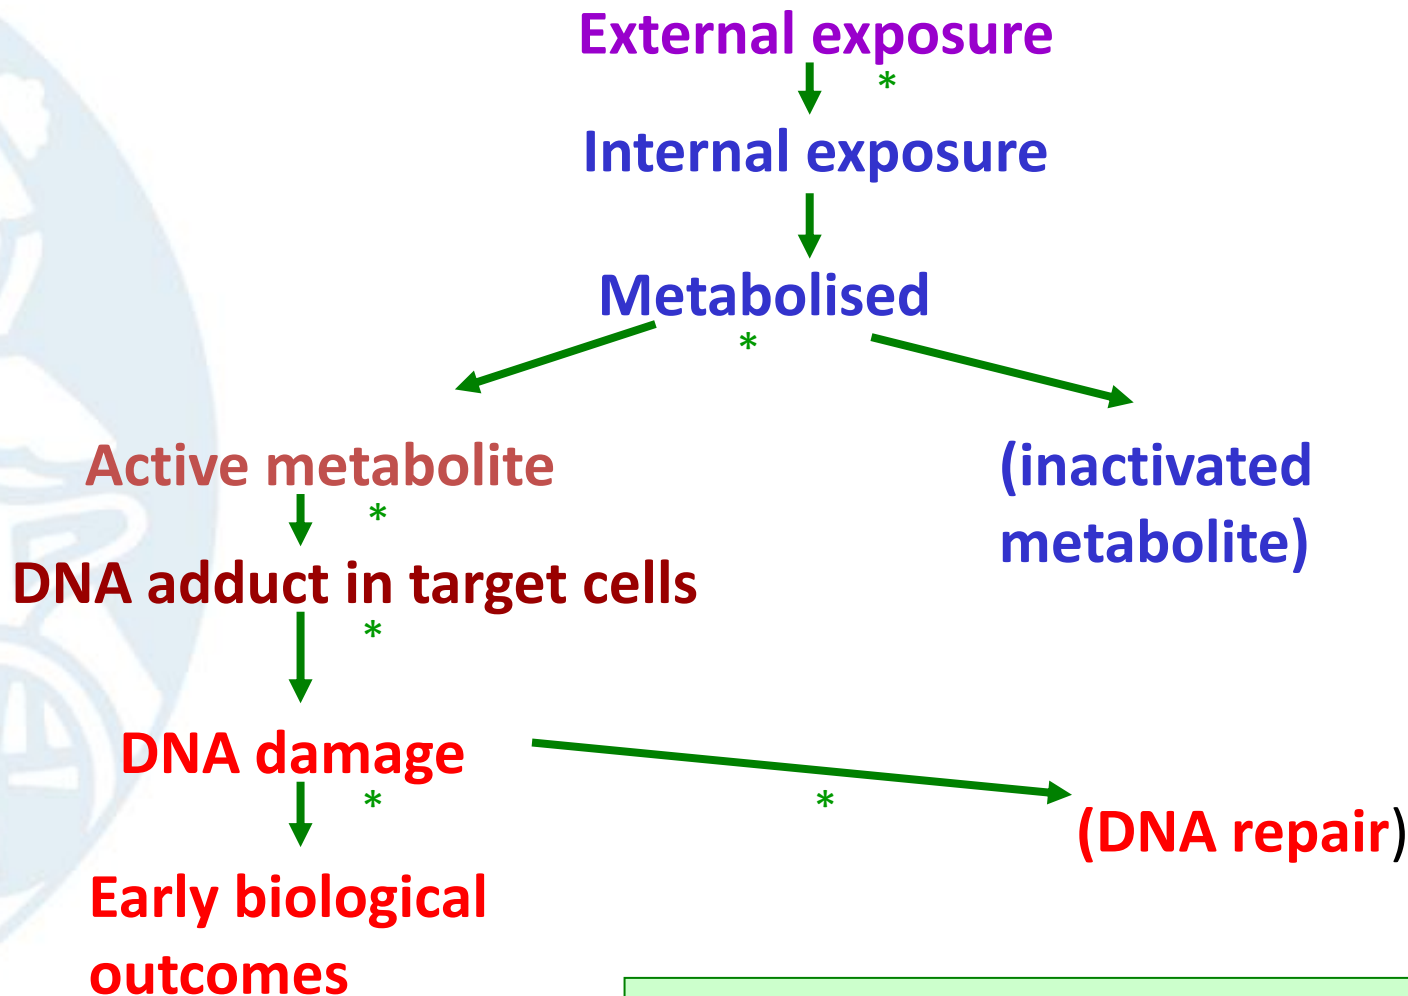 External exposure
*
Internal exposure
Metabolised
*
Active metabolite
(inactivated
metabolite)
*
DNA adduct in target cells
*
DNA damage
*
*
(DNA repair)
Early biological
outcomes